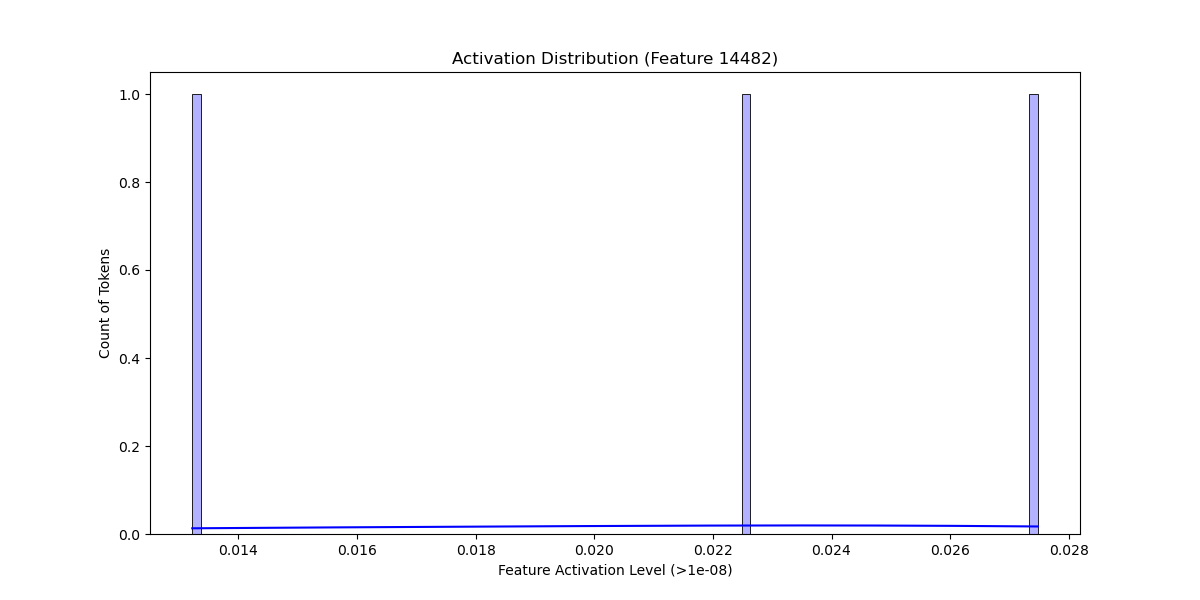 Activation Distribution (Feature 14482)
1.0
0.8
0.6
0.4
0.2
0.0
Count of Tokens
0.014 0.016 0.018 0.020 0.022 0.024 0.026 0.028
Feature Activation Level (>1e-08)